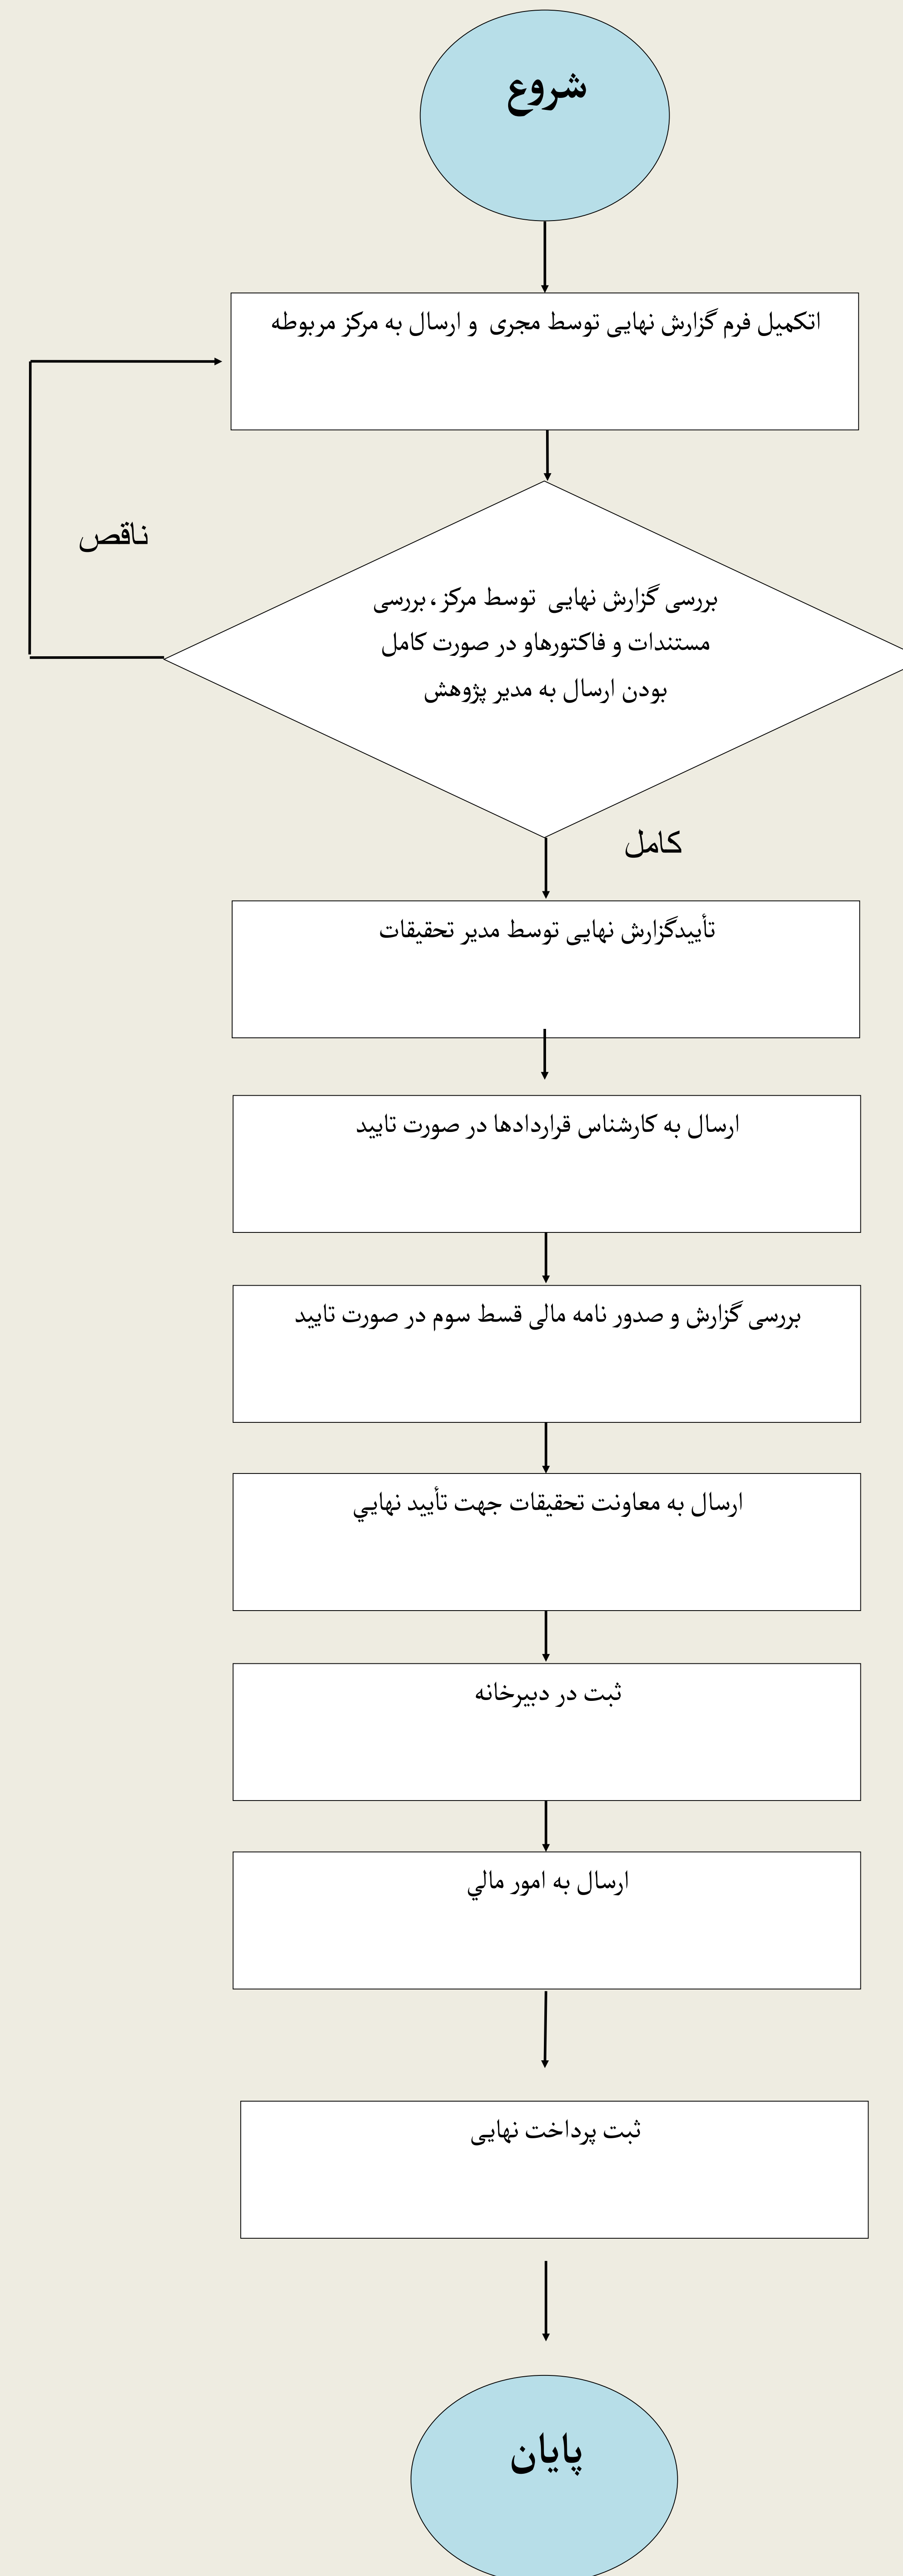 شروع
اتکمیل فرم گزارش نهایی توسط مجری و ارسال به مرکز مربوطه
ناقص
بررسی گزارش نهایی توسط مرکز ، بررسی
مستندات و فاکتورهاو در صورت کامل
بودن ارسال به مدیر پژوهش
کامل
تأییدگزارش نهایی توسط مدیر تحقیقات
ارسال به کارشناس قراردادها در صورت تایید
بررسی گزارش و صدور نامه مالی قسط سوم در صورت تایید
ارسال به معاونت تحقیقات جهت تأیید نهايي
ثبت در دبیرخانه
ارسال به امور مالي
ثبت پرداخت نهایی
پایان